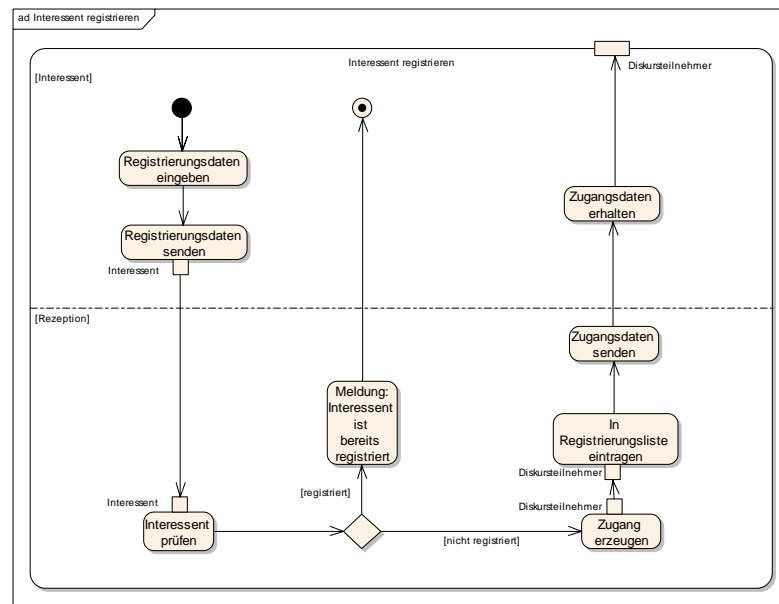 ad Interessent registrieren
Interessent registrieren
Diskursteilnehmer
[Interessent]
Registrierungsdaten
eingeben
Registrierungsdaten
senden
Interessent
Zugangsdaten
erhalten
[Rezeption]
Zugangsdaten
senden
Meldung:
Interessent
ist
bereits
registriert
In
Registrierungsliste
eintragen
Diskursteilnehmer
[registriert]
Interessent
Interessent
prüfen
[nicht registriert]
Diskursteilnehmer
Zugang
erzeugen